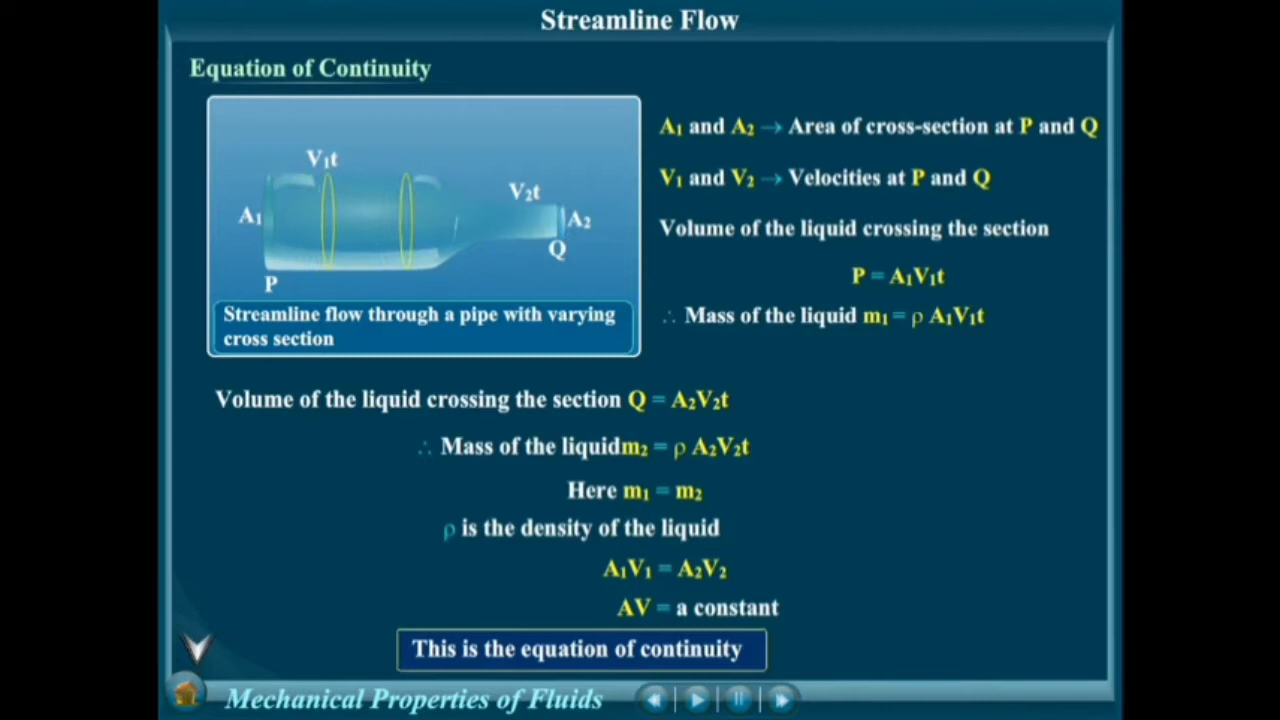 Streamline Flow
Equation of Continuity
V₁t
V₂t
A₁
A₂
Q
P
Streamline flow through a pipe with varying
cross section
A₁ and A₂ → Area of cross-section at P and Q
V₁ and V₂ → Velocities at P and Q
Volume of the liquid crossing the section
P = A₁V₁t
∴ Mass of the liquid m₁ = ρ A₁V₁t
Volume of the liquid crossing the section Q = A₂V₂t
∴ Mass of the liquidm₂ = ρ A₂V₂t
Here m₁ = m₂
ρ is the density of the liquid
A₁V₁ = A₂V₂
AV = a constant
This is the equation of continuity
Mechanical Properties of Fluids